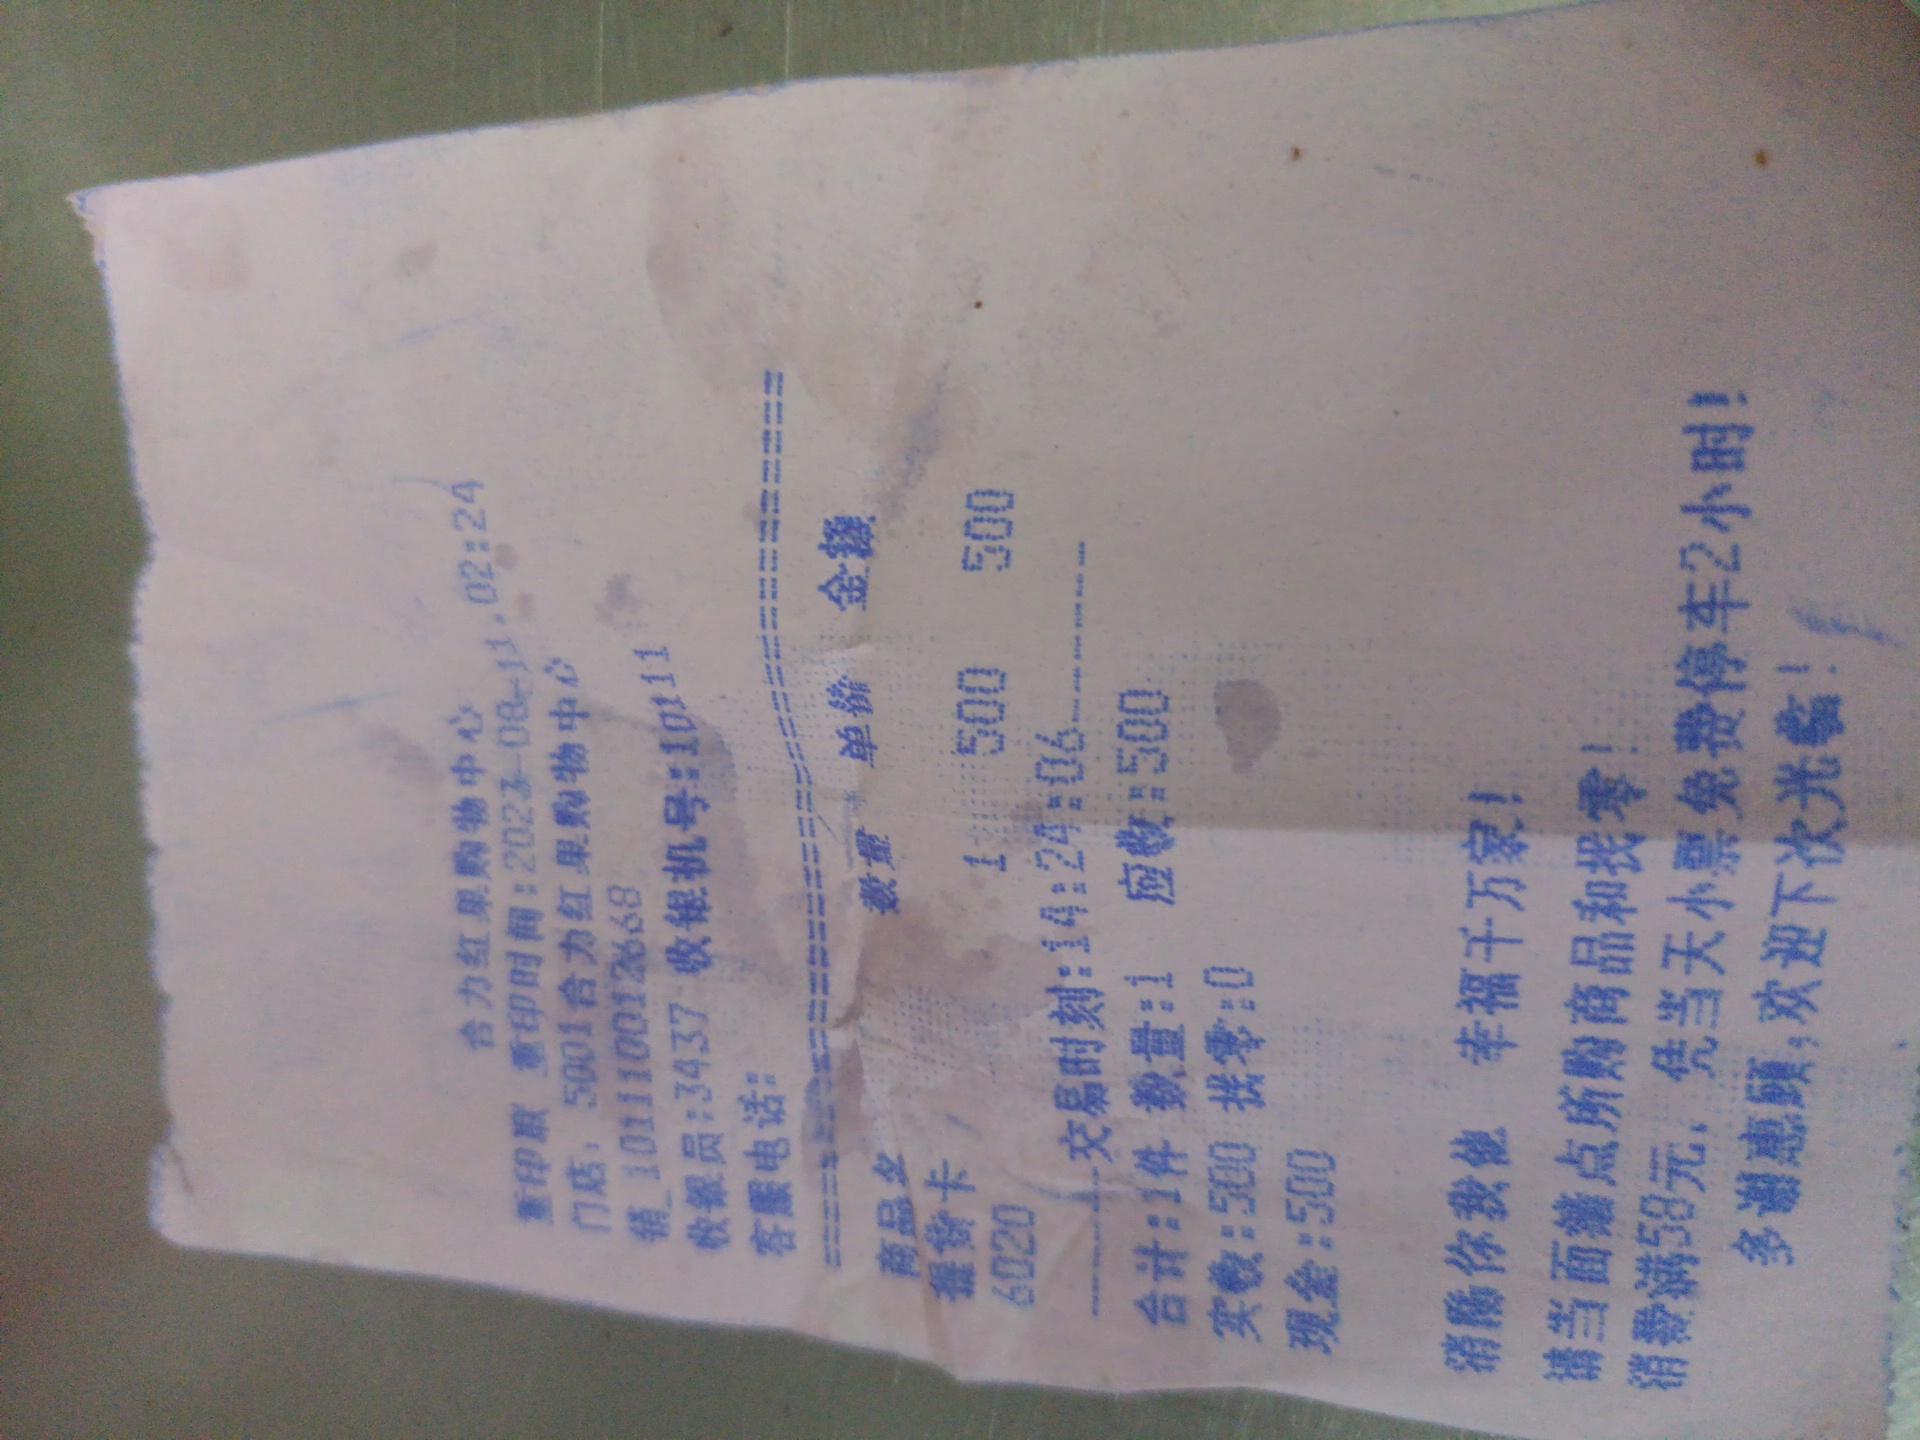 合力红果购物中心
重印联 重印时间:2023-08-11,02:24
门店: 5001合力红果购物中心
销_1011100012668
收银员:3437 收银机号:10111
客服电话:
================================
商品名 数量 单价 金额
提货卡
6020 1 500 500
------交易时刻:14:24:06------
合计:1件 数量:1 应收:500
实收:500 找零:0
现金:500
消防你我他 幸福千万家!
请当面清点所购商品和找零!
消费满58元, 凭当天小票免费停车2小时!
多谢惠顾,欢迎下次光临!